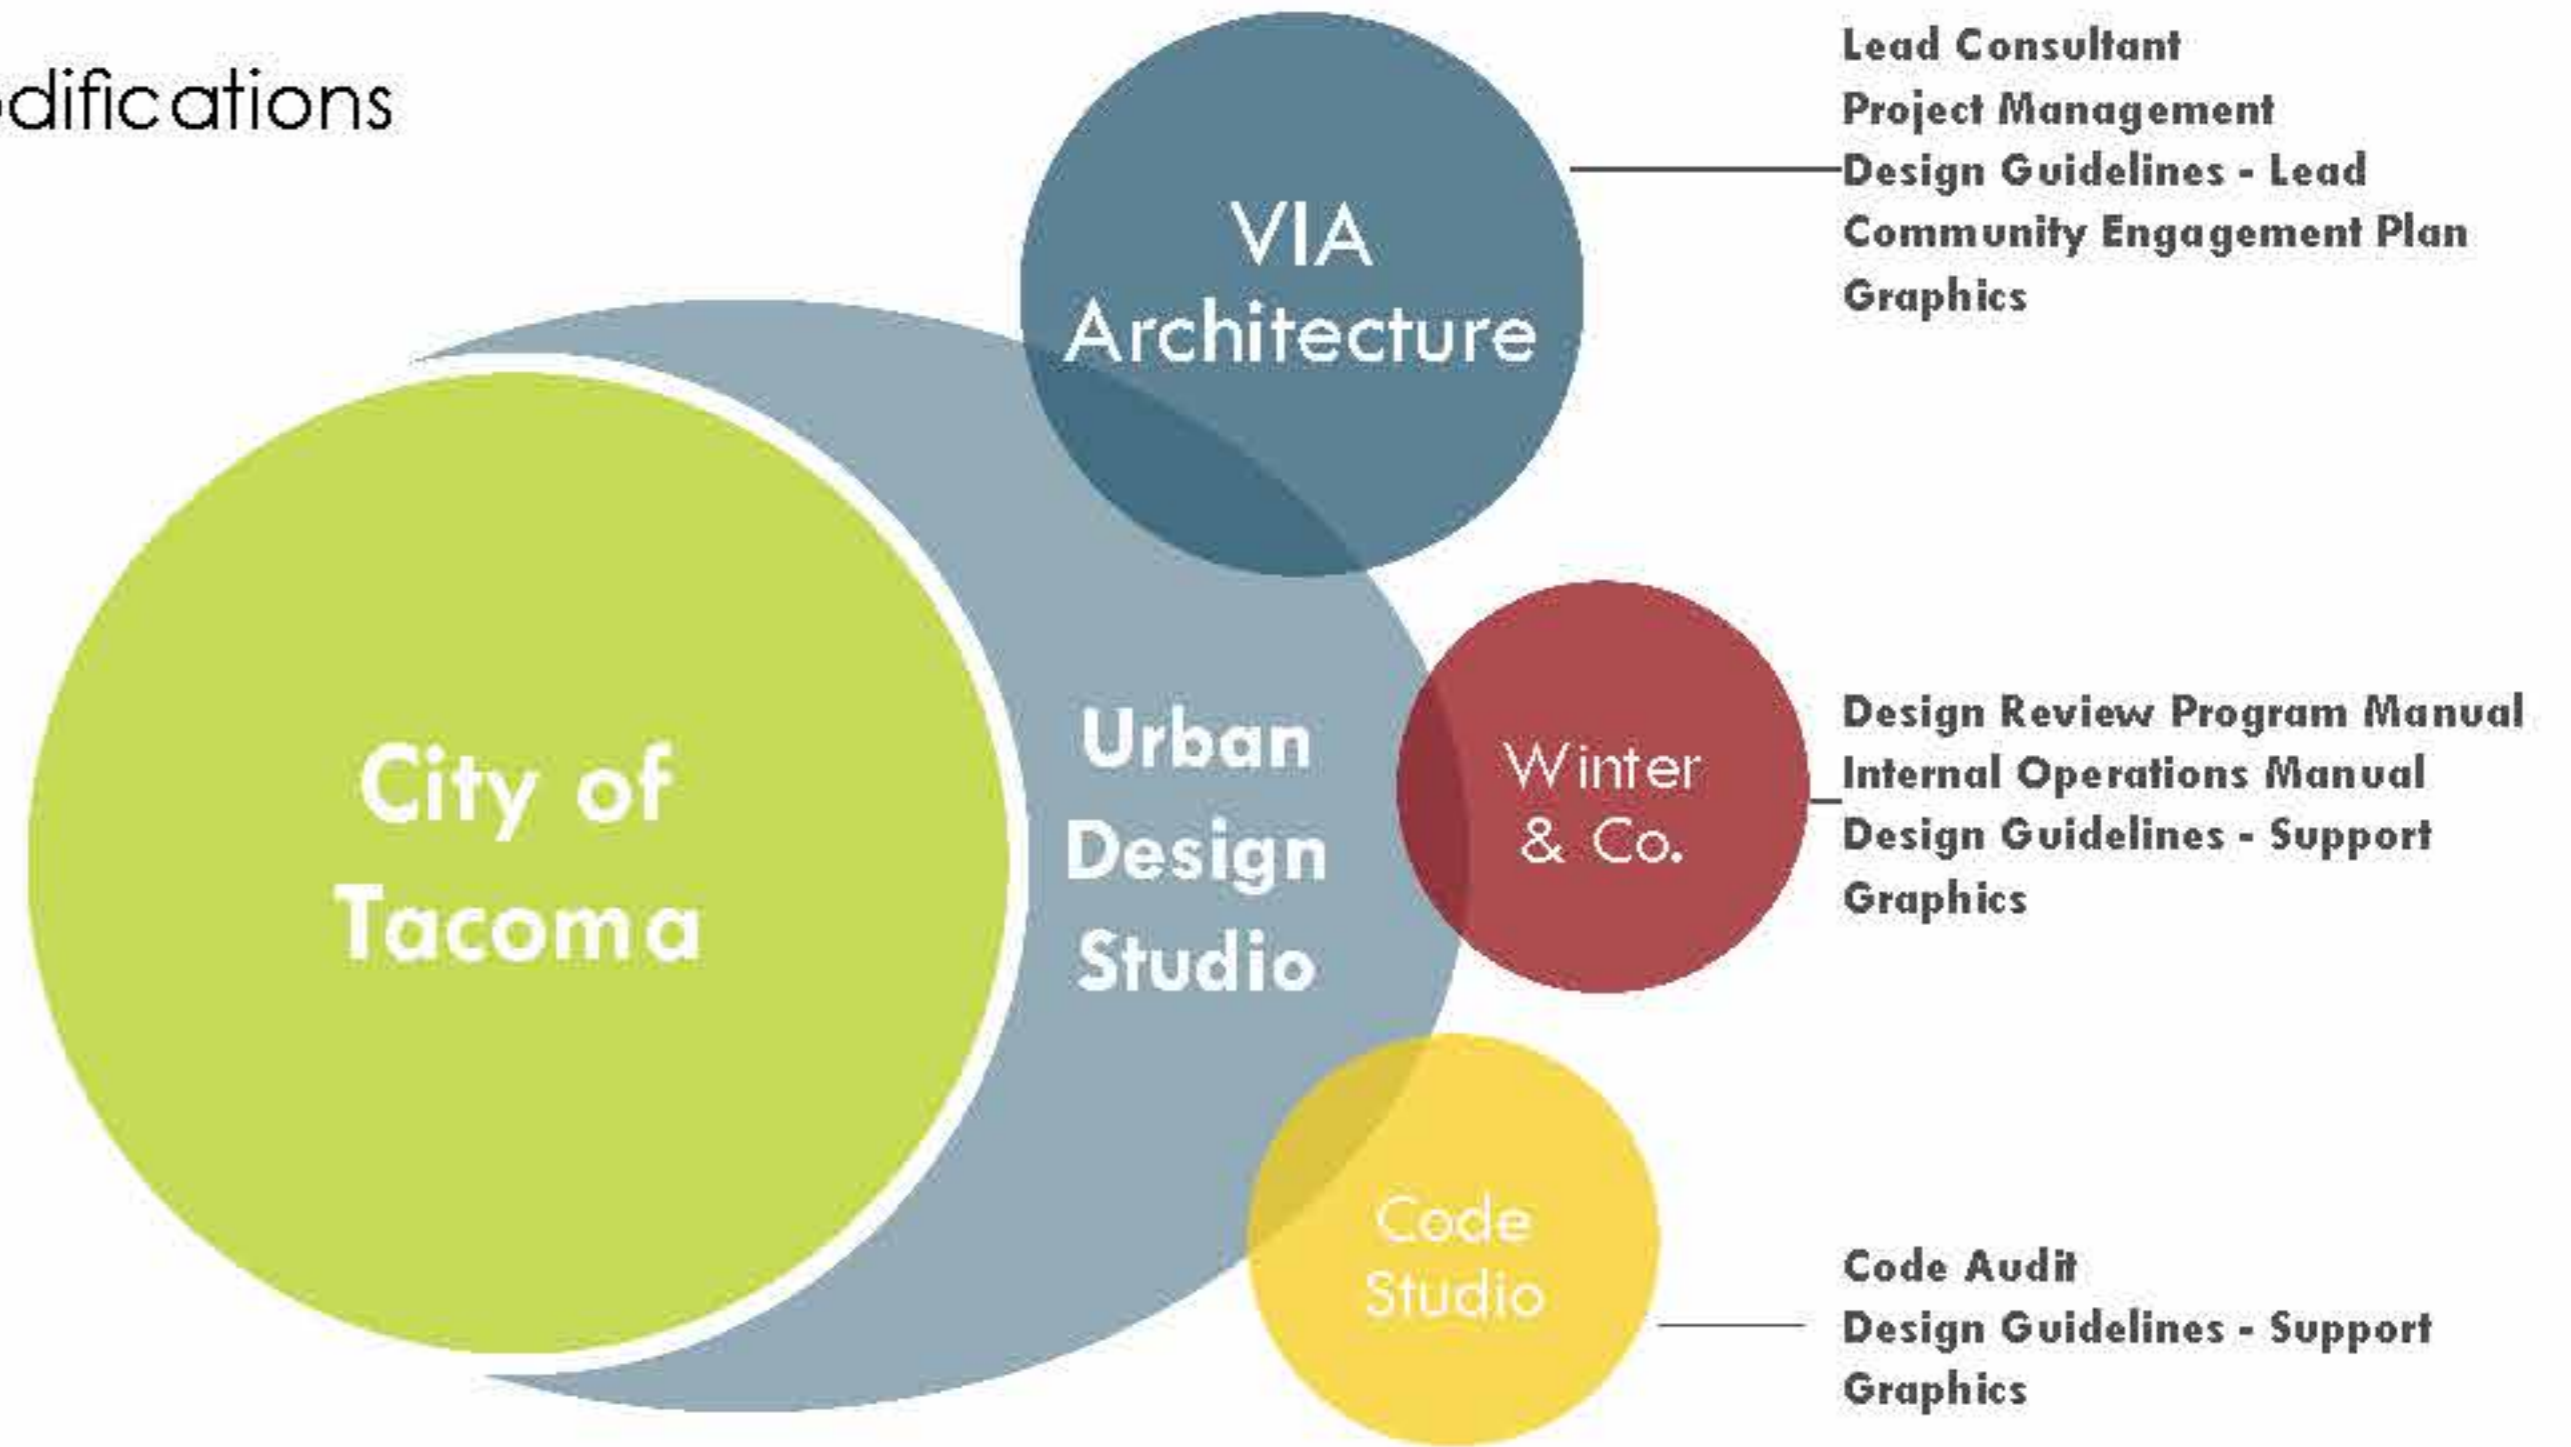 odifications
VIA
Architecture
Lead Consultant
Project Management
Design Guidelines - Lead
Community Engagement Plan
Graphics
City of
Tacoma
Urban
Design
Studio
Winter
& Co.
Design Review Program Manual
Internal Operations Manual
Design Guidelines - Support
Graphics
Code
Studio
Code Audit
Design Guidelines - Support
Graphics